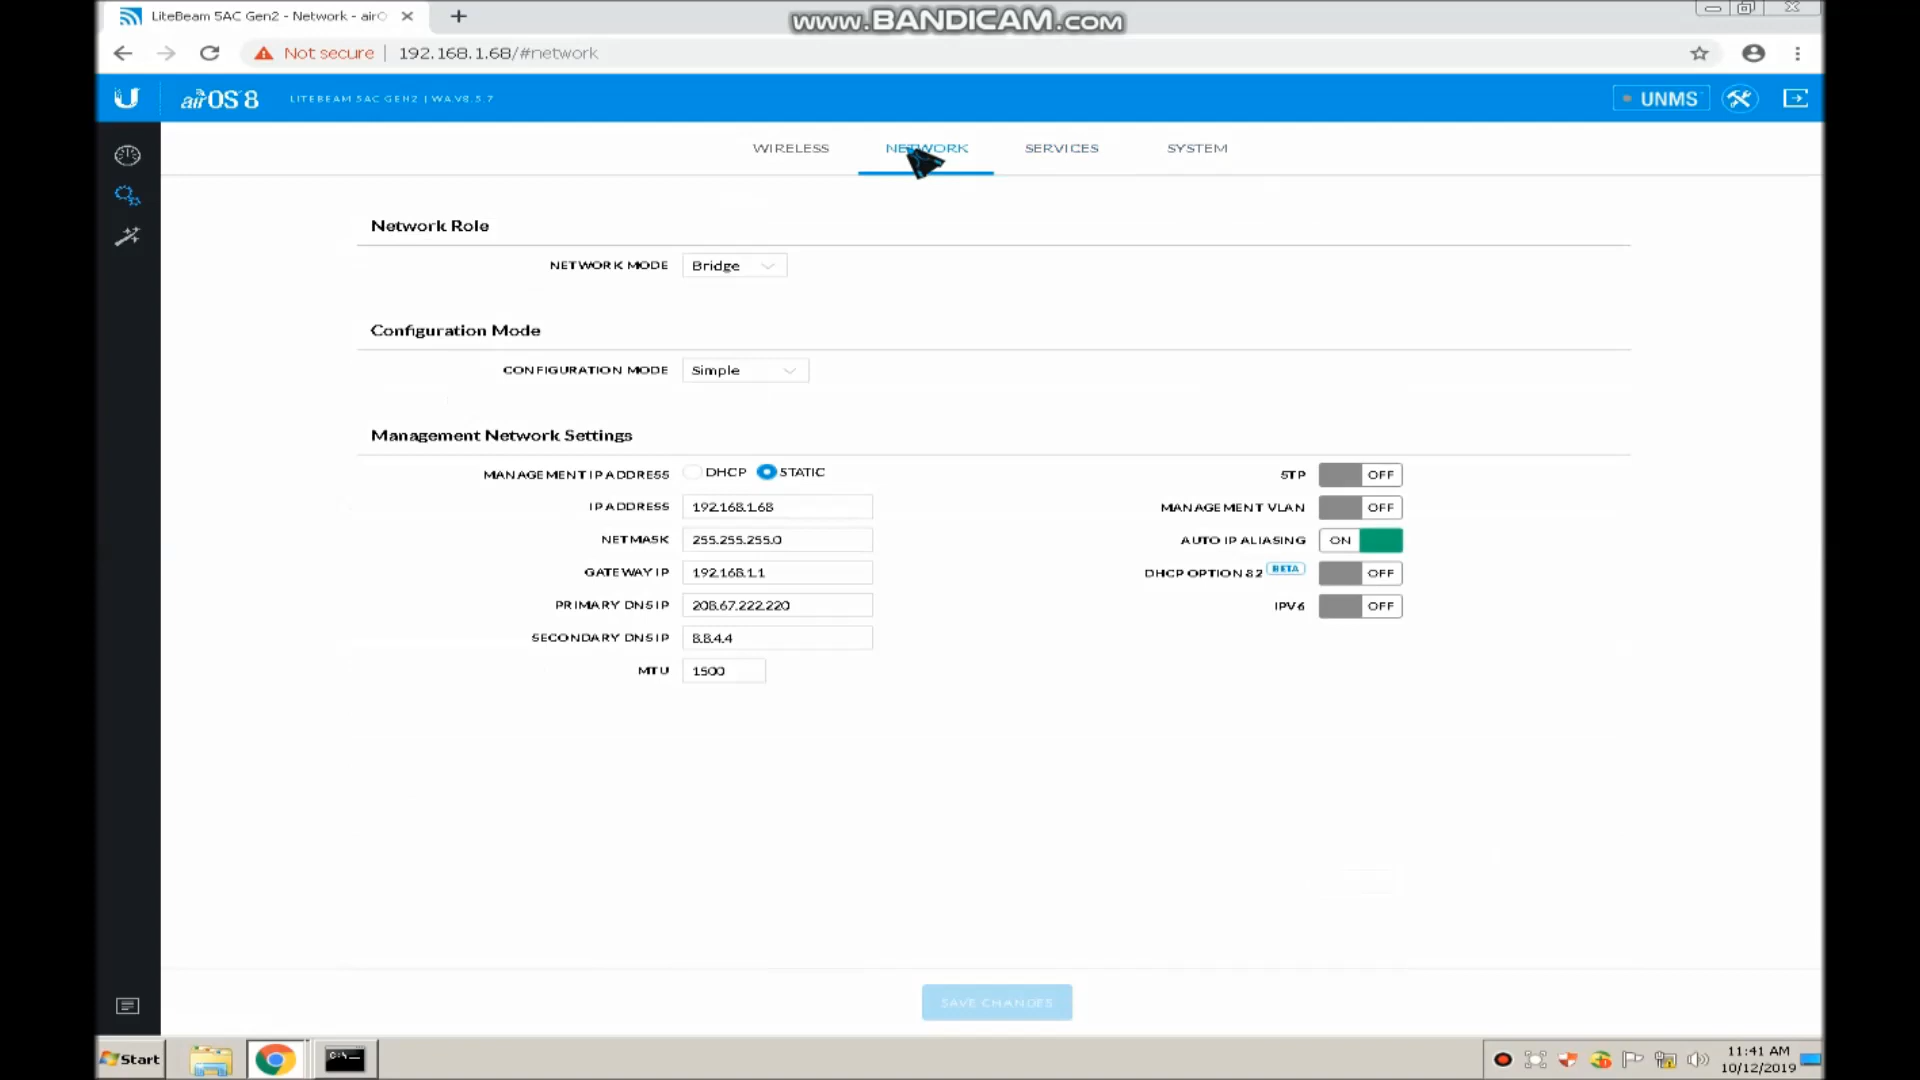 LiteBeam 5AC Gen2 - Network - airO
www.BANDICAM.com
Not secure | 192.168.1.68/#network
airOS 8
LITEBEAM 5AC GEN2 | WA.V8.5.7
UNMS
WIRELESS
NETWORK
SERVICES
SYSTEM
Network Role
NETWORK MODE
Bridge
Configuration Mode
CONFIGURATION MODE
Simple
Management Network Settings
MANAGEMENT IP ADDRESS
DHCP
STATIC
IP ADDRESS
192.168.1.68
NETMASK
255.255.255.0
GATEWAY IP
192.168.1.1
PRIMARY DNS IP
208.67.222.220
SECONDARY DNS IP
8.8.4.4
MTU
1500
STP
OFF
MANAGEMENT VLAN
OFF
AUTO IP ALIASING
ON
DHCP OPTION 82 BETA
OFF
IPV6
OFF
SAVE CHANGES
Start
C:\
11:41 AM
10/12/2019